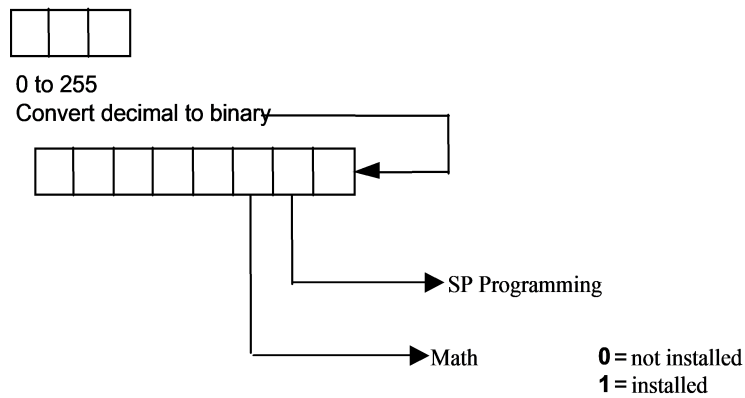 0 to 255
Convert decimal to binary
SP Programming
Math
0 = not installed
1 = installed